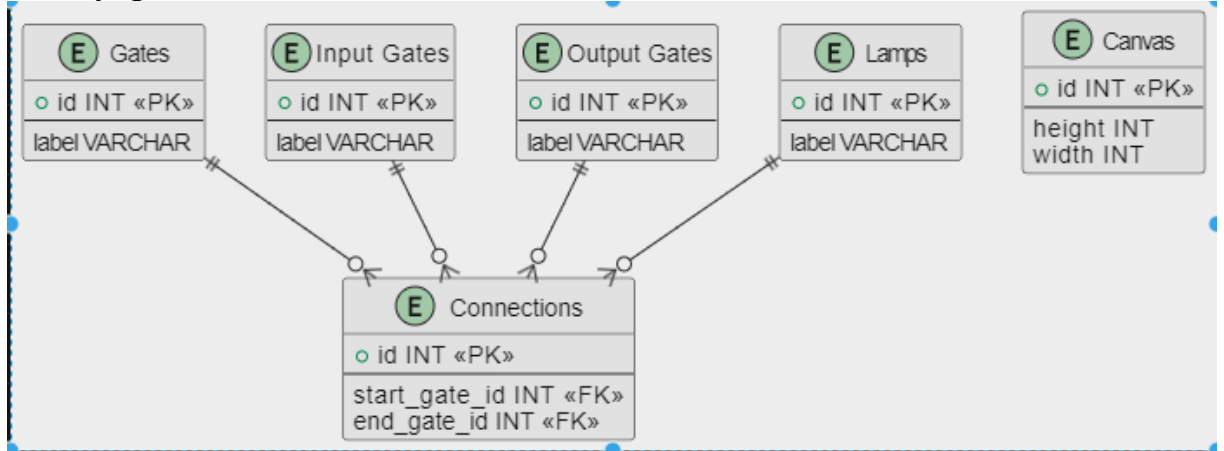 E Gates
id INT «PK»
label VARCHAR
E Input Gates
id INT «PK»
label VARCHAR
E Output Gates
id INT «PK»
label VARCHAR
E Lamps
id INT «PK»
label VARCHAR
E Canvas
id INT «PK»
height INT
width INT
E Connections
id INT «PK»
start_gate_id INT «FK»
end_gate_id INT «FK»